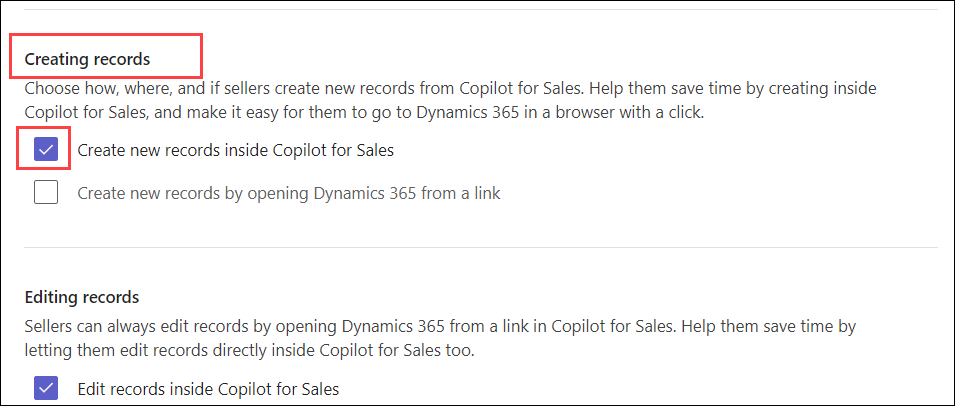 Creating records
Choose how, where, and if sellers create new records from Copilot for Sales. Help them save time by creating inside
Copilot for Sales, and make it easy for them to go to Dynamics 365 in a browser with a click.
Create new records inside Copilot for Sales
Create new records by opening Dynamics 365 from a link
Editing records
Sellers can always edit records by opening Dynamics 365 from a link in Copilot for Sales. Help them save time by
letting them edit records directly inside Copilot for Sales too.
Edit records inside Copilot for Sales